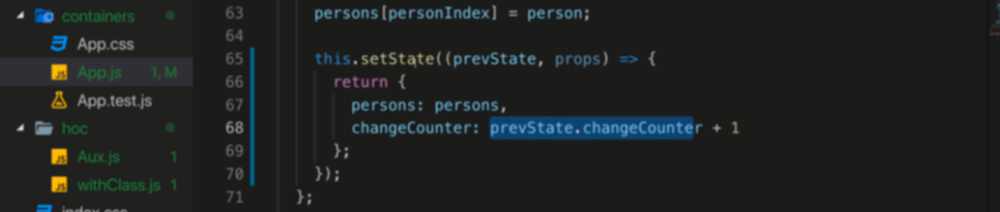 containers
App.css
App.js 1, M
App.test.js
hoc
Aux.js 1
withClass.js 1
index.css
63 persons[personIndex] = person;
64
65 this.setState((prevState, props) => {
66 return {
67 persons: persons,
68 changeCounter: prevState.changeCounter + 1
69 };
70 });
71 };